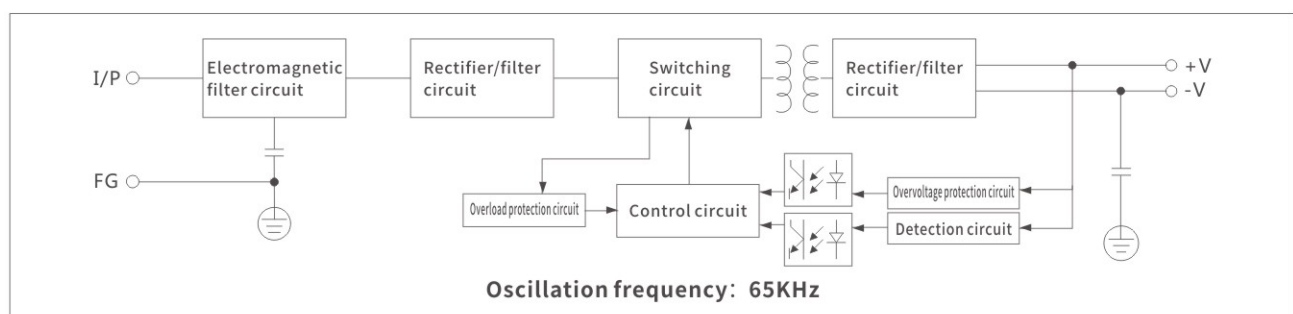 I/P
Electromagnetic
filter circuit
Rectifier/filter
circuit
Switching
circuit
Rectifier/filter
circuit
+V
-V
FG
Overload protection circuit
Control circuit
Overvoltage protection circuit
Detection circuit
Oscillation frequency: 65KHz